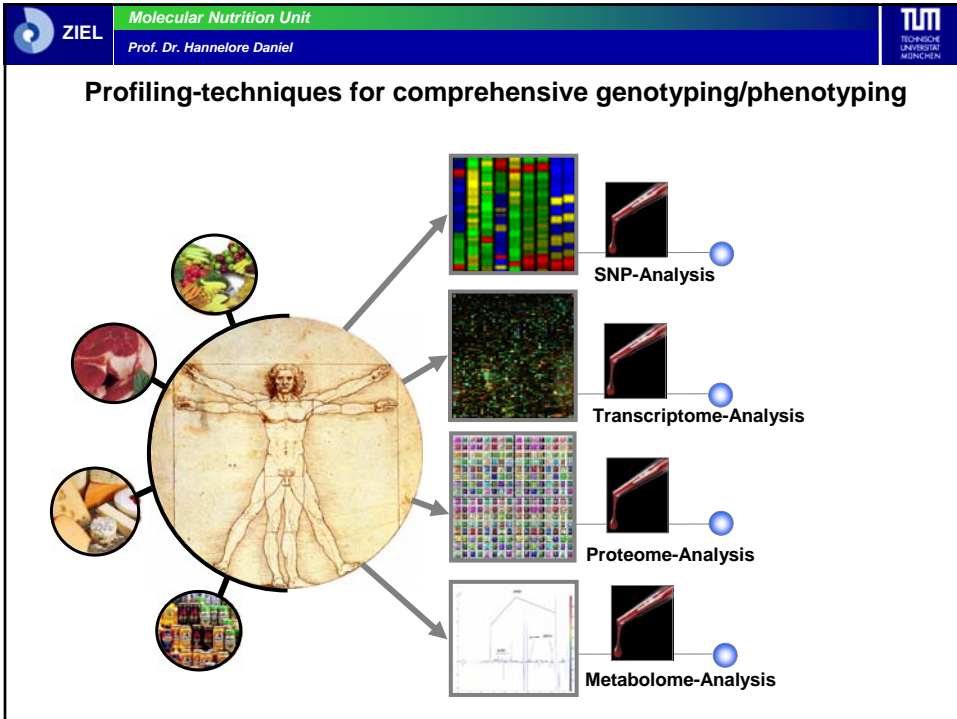 ZIEL
Molecular Nutrition Unit
Prof. Dr. Hannelore Daniel
TUM
TECHNISCHE
UNIVERSITÄT
MÜNCHEN
Profiling-techniques for comprehensive genotyping/phenotyping
SNP-Analysis
Transcriptome-Analysis
Proteome-Analysis
Metabolome-Analysis